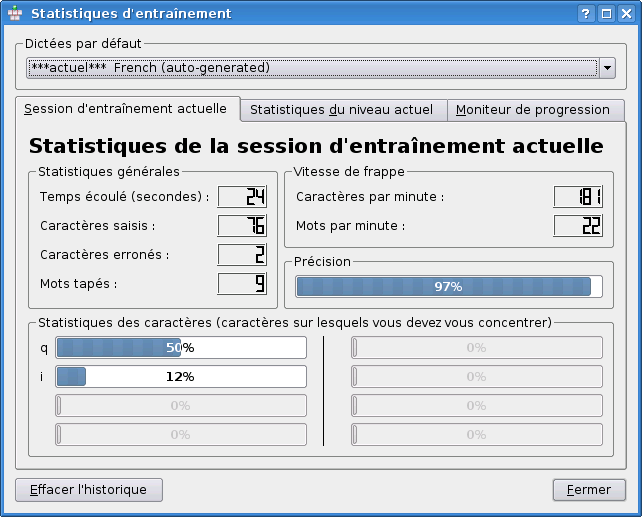 Statistiques d'entraînement
Dictées par défaut
***actuel*** French (auto-generated)
Session d'entraînement actuelle
Statistiques du niveau actuel
Moniteur de progression
Statistiques de la session d'entraînement actuelle
Statistiques générales
Temps écoulé (secondes) : 24
Caractères saisis : 76
Caractères erronés : 2
Mots tapés : 9
Vitesse de frappe
Caractères par minute : 181
Mots par minute : 22
Précision
97%
Statistiques des caractères (caractères sur lesquels vous devez vous concentrer)
q 50%
i 12%
0%
0%
0%
0%
0%
0%
Effacer l'historique
Fermer